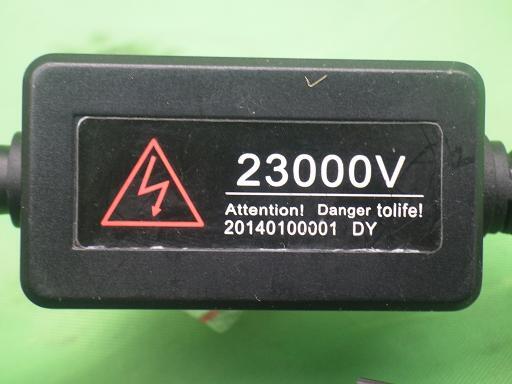 23000V
Attention! Danger tolife!
20140100001 DY